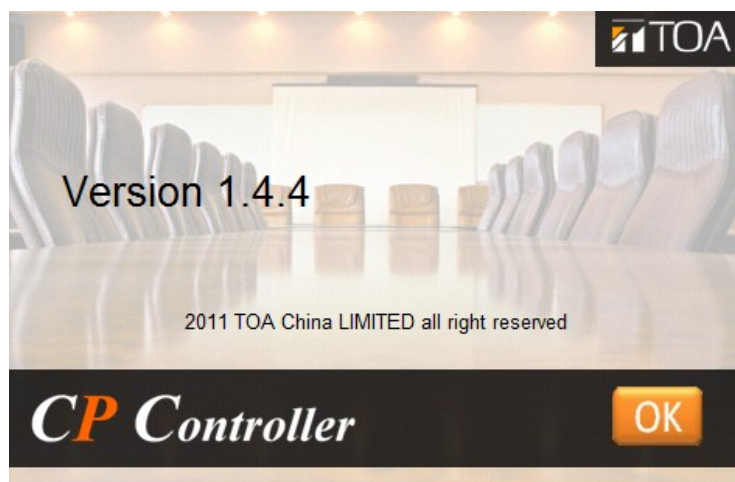 TOA
Version 1.4.4
2011 TOA China LIMITED all right reserved
CP Controller
OK